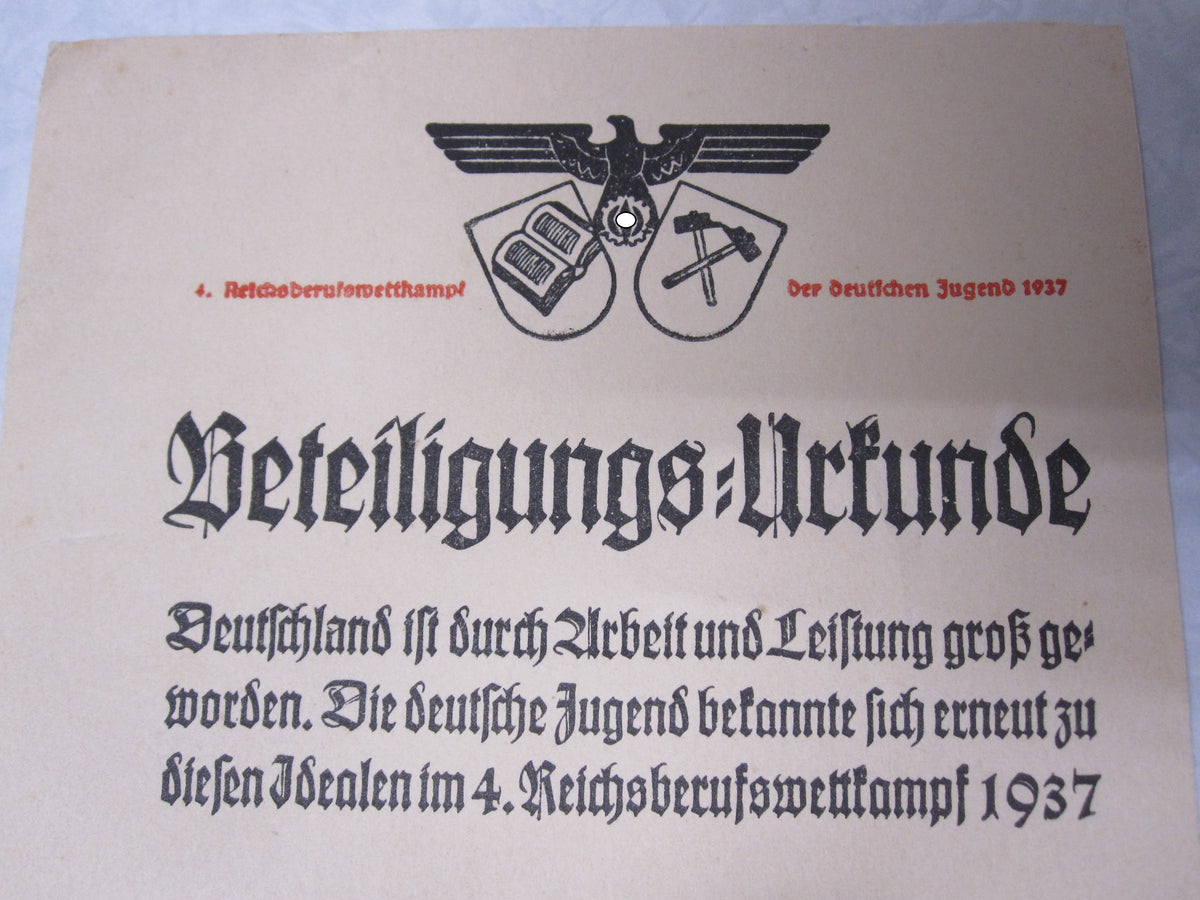 4. Reichsberufswettkampf der deutschen Jugend 1937
Beteiligungs-Urkunde
Deutschland ist durch Arbeit und Leistung groß ge-
worden. Die deutsche Jugend bekannte sich erneut zu
diesen Idealen im 4. Reichsberufswettkampf 1937